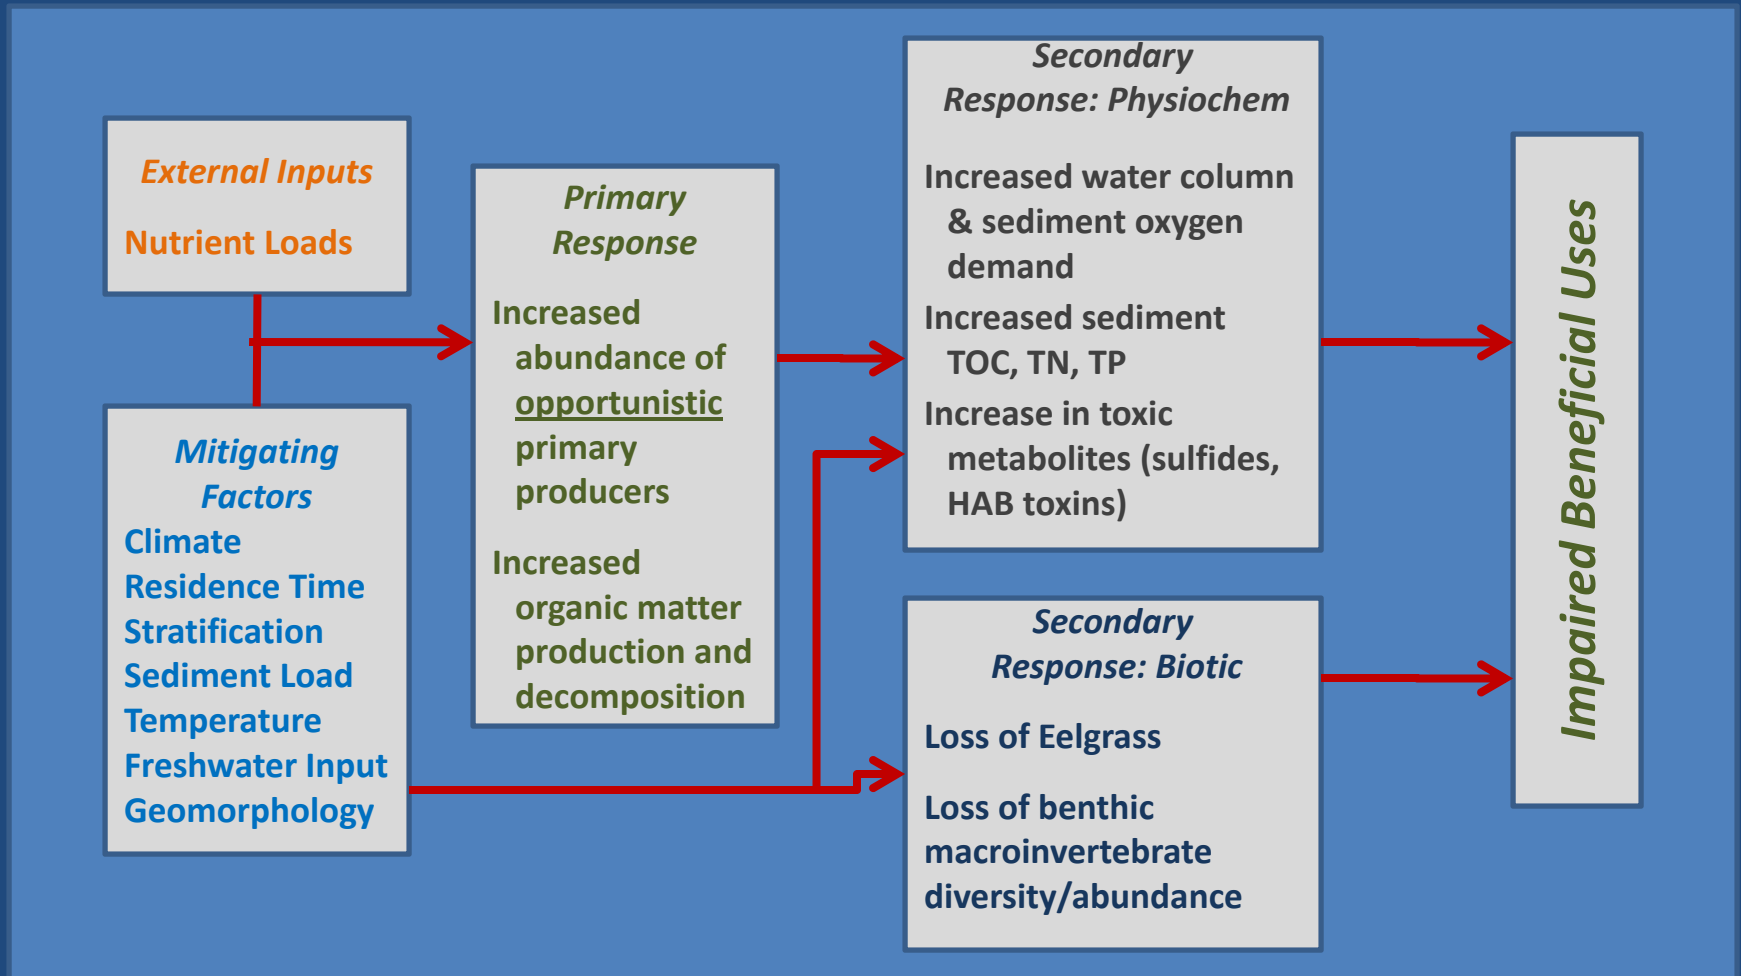 External Inputs
Nutrient Loads
Mitigating
Factors
Climate
Residence Time
Stratification
Sediment Load
Temperature
Freshwater Input
Geomorphology
Primary
Response
Increased
abundance of
opportunistic
primary
producers
Increased
organic matter
production and
decomposition
Secondary
Response: Physiochem
Increased water column
& sediment oxygen
demand
Increased sediment
TOC, TN, TP
Increase in toxic
metabolites (sulfides,
HAB toxins)
Secondary
Response: Biotic
Loss of Eelgrass
Loss of benthic
macroinvertebrate
diversity/abundance
Impaired Beneficial Uses